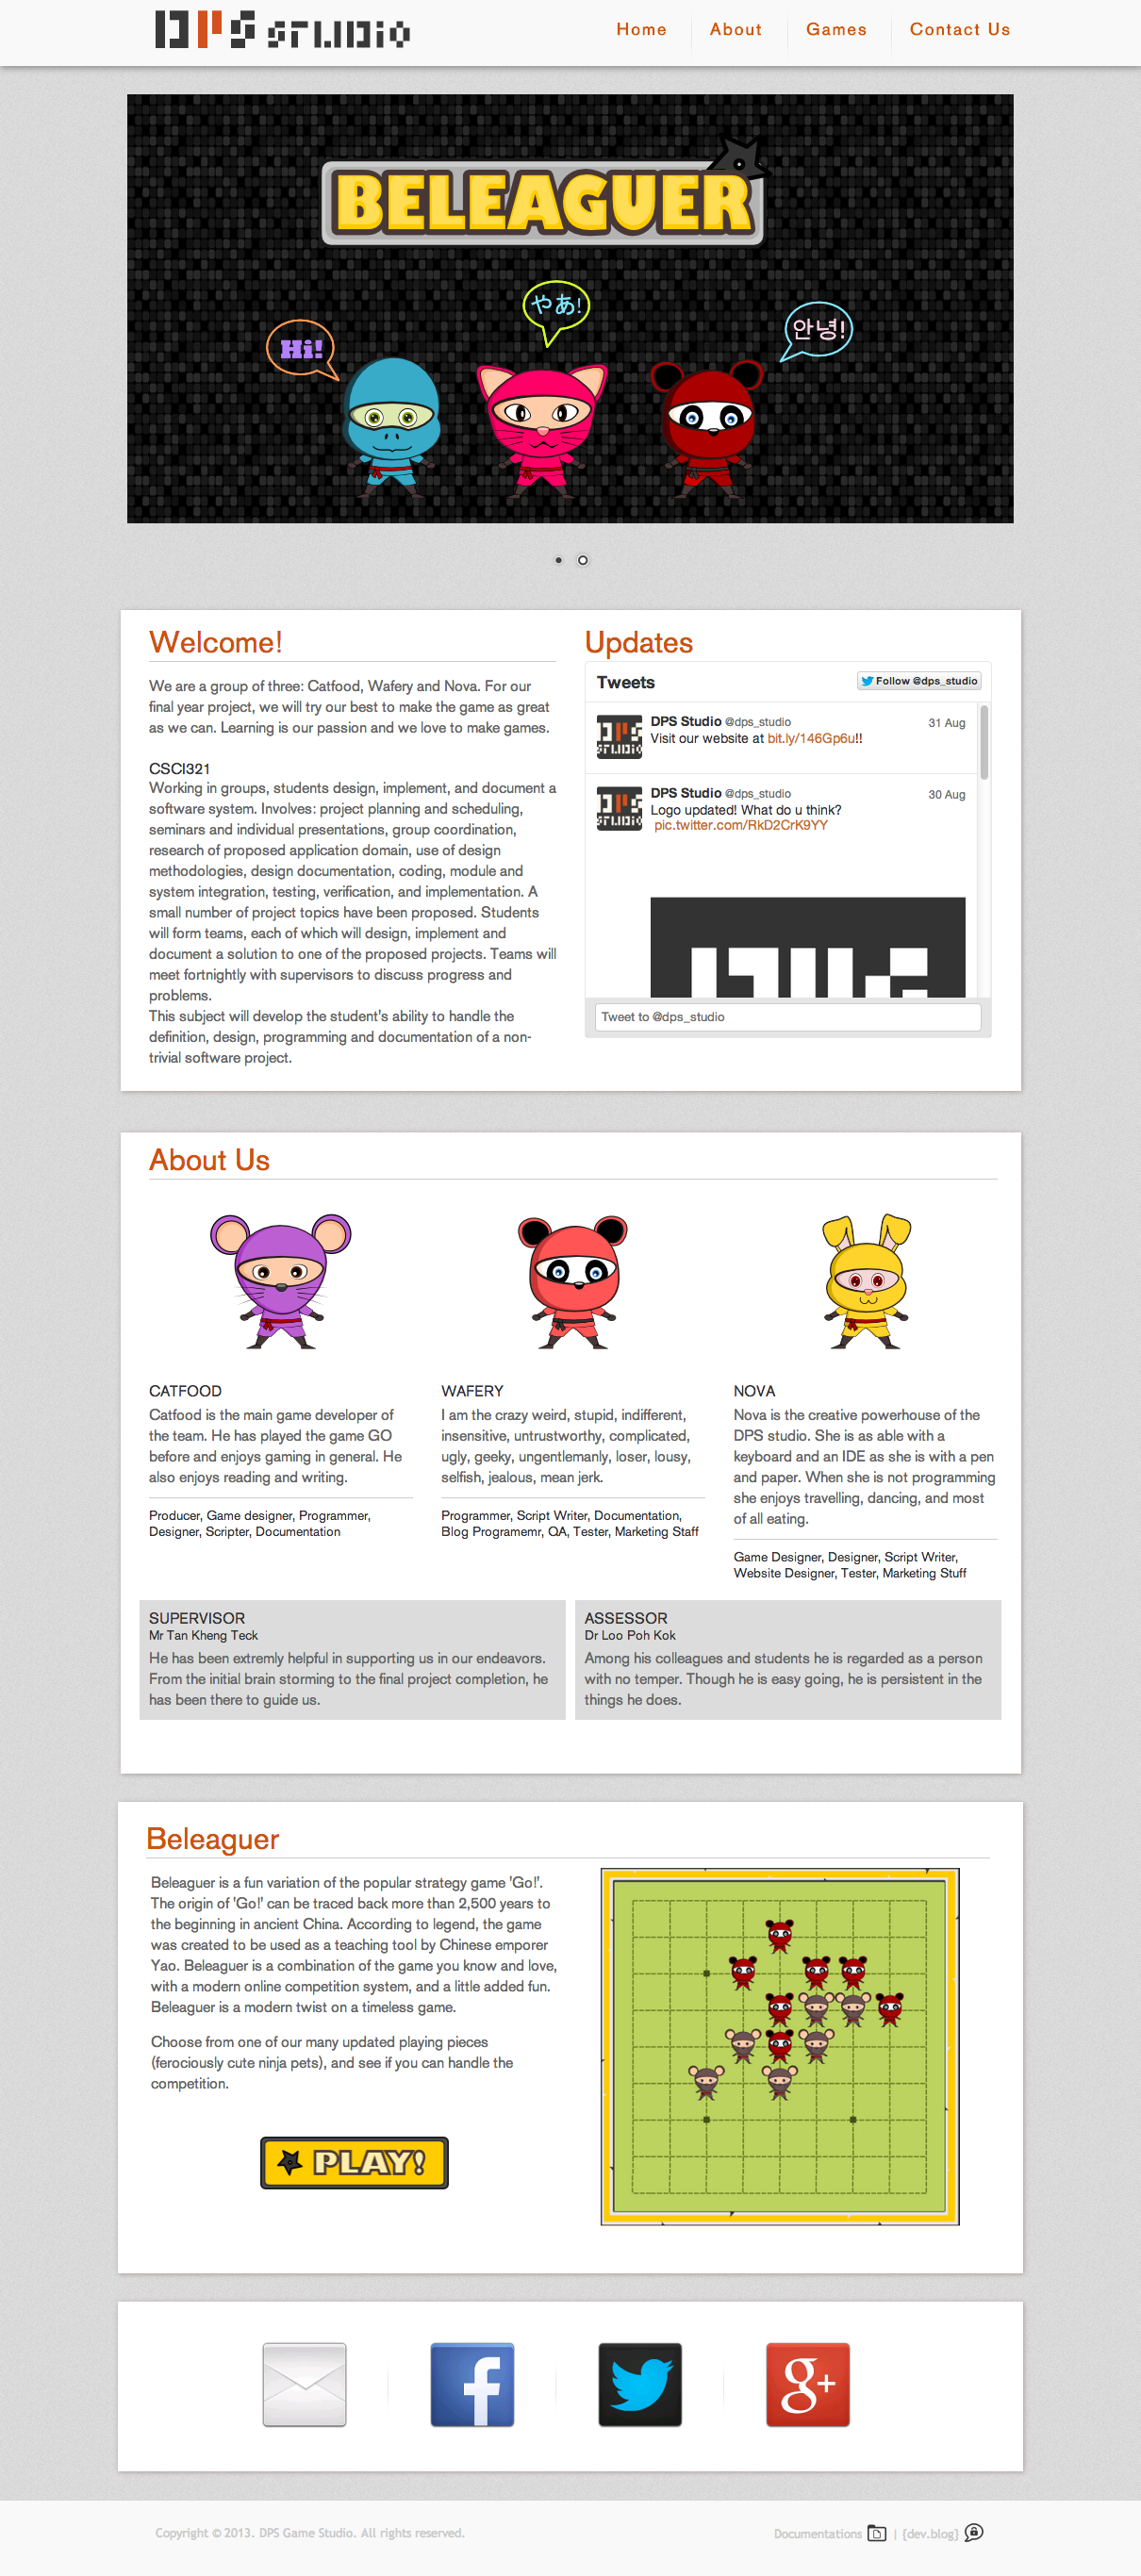 DPS STUDIO
Home About Games Contact Us
BELEAGUER
Hi!
やあ!
안녕!
Welcome!
We are a group of three: Catfood, Wafery and Nova. For our
final year project, we will try our best to make the game as great
as we can. Learning is our passion and we love to make games.
CSCI321
Working in groups, students design, implement, and document a
software system. Involves: project planning and scheduling,
seminars and individual presentations, group coordination,
research of proposed application domain, use of design
methodologies, design documentation, coding, module and
system integration, testing, verification, and implementation. A
small number of project topics have been proposed. Students
will form teams, each of which will design, implement and
document a solution to one of the proposed projects. Teams will
meet fortnightly with supervisors to discuss progress and
problems.
This subject will develop the student's ability to handle the
definition, design, programming and documentation of a non-
trivial software project.
Updates
Tweets
Follow @dps_studio
DPS Studio @dps_studio 31 Aug
Visit our website at bit.ly/146Gp6u!!
DPS STUDIO
DPS Studio @dps_studio 30 Aug
Logo updated! What do u think?
pic.twitter.com/RkD2CrK9YY
DPS STUDIO
Tweet to @dps_studio
About Us
CATFOOD
Catfood is the main game developer of
the team. He has played the game GO
before and enjoys gaming in general. He
also enjoys reading and writing.
Producer, Game designer, Programmer,
Designer, Scripter, Documentation
WAFERY
I am the crazy weird, stupid, indifferent,
insensitive, untrustworthy, complicated,
ugly, geeky, ungentlemanly, loser, lousy,
selfish, jealous, mean jerk.
Programmer, Script Writer, Documentation,
Blog Programemr, QA, Tester, Marketing Staff
NOVA
Nova is the creative powerhouse of the
DPS studio. She is as able with a
keyboard and an IDE as she is with a pen
and paper. When she is not programming
she enjoys travelling, dancing, and most
of all eating.
Game Designer, Designer, Script Writer,
Website Designer, Tester, Marketing Stuff
SUPERVISOR
Mr Tan Kheng Teck
He has been extremly helpful in supporting us in our endeavors.
From the initial brain storming to the final project completion, he
has been there to guide us.
ASSESSOR
Dr Loo Poh Kok
Among his colleagues and students he is regarded as a person
with no temper. Though he is easy going, he is persistent in the
things he does.
Beleaguer
Beleaguer is a fun variation of the popular strategy game 'Go!'.
The origin of 'Go!' can be traced back more than 2,500 years to
the beginning in ancient China. According to legend, the game
was created to be used as a teaching tool by Chinese emporer
Yao. Beleaguer is a combination of the game you know and love,
with a modern online competition system, and a little added fun.
Beleaguer is a modern twist on a timeless game.
Choose from one of our many updated playing pieces
(ferociously cute ninja pets), and see if you can handle the
competition.
PLAY!
f
g+
Copyright © 2013. DPS Game Studio. All rights reserved.
Documentations | [dev.blog]